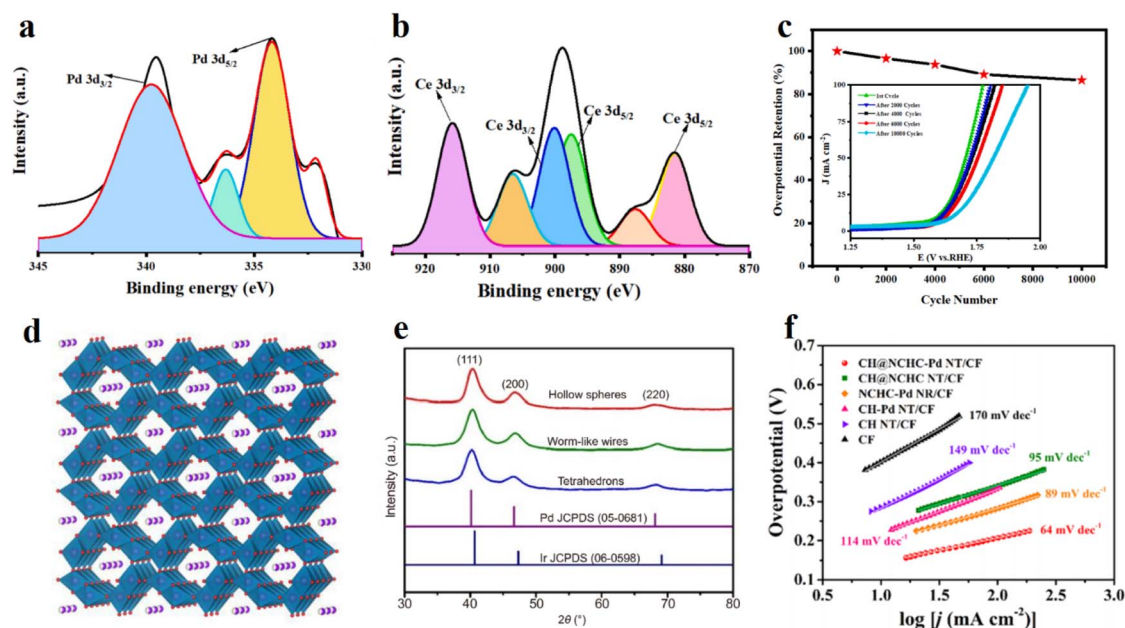 a
Intensity (a.u.)
Pd 3d3/2
Pd 3d5/2
345
340
335
330
Binding energy (eV)
b
Intensity (a.u.)
Ce 3d3/2
Ce 3d3/2
Ce 3d5/2
Ce 3d5/2
920
910
900
890
880
870
Binding energy (eV)
c
Overpotential Retention (%)
100
80
60
40
20
0
1st Cycle
After 2000 Cycles
After 4000 Cycles
After 6000 Cycles
After 10000 Cycles
J (mA cm-2)
100
75
50
25
0
1.25
1.50
1.75
2.00
E (V vs.RHE)
0
2000
4000
6000
8000
10000
Cycle Number
d
e
Intensity (a.u.)
(111)
(200)
(220)
Hollow spheres
Worm-like wires
Tetrahedrons
Pd JCPDS (05-0681)
Ir JCPDS (06-0598)
30
40
50
60
70
80
2θ (°)
f
Overpotential (V)
0.7
0.6
0.5
0.4
0.3
0.2
0.1
CH@NCHC-Pd NT/CF
CH@NCHC NT/CF
NCHC-Pd NR/CF
CH-Pd NT/CF
CH NT/CF
CF
170 mV dec-1
149 mV dec-1
95 mV dec-1
89 mV dec-1
114 mV dec-1
64 mV dec-1
0.5
1.0
1.5
2.0
2.5
3.0
log [j (mA cm-2)]